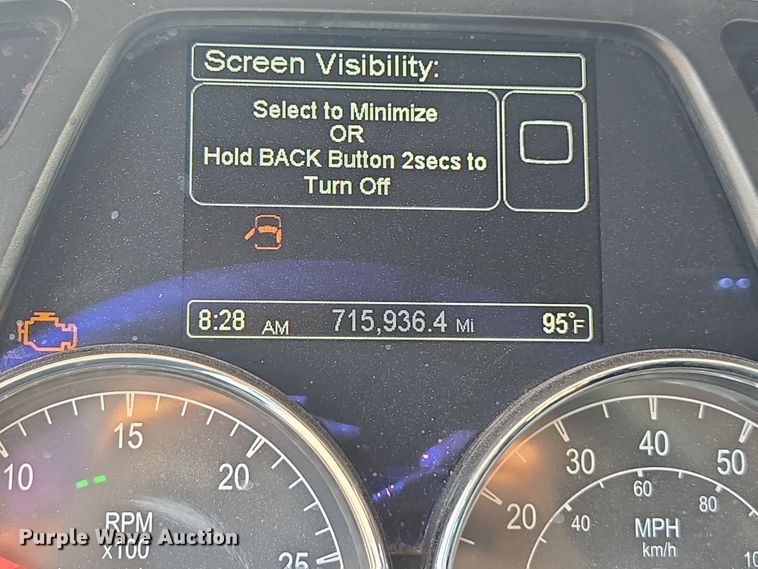 Screen Visibility:
Select to Minimize
OR
Hold BACK Button 2secs to
Turn Off
8:28 AM 715,936.4 Mi 95°F
10 15 20 25
RPM
x100
20 30 40 50
40 60 80 10
MPH
km/h
Purple Wave Auction